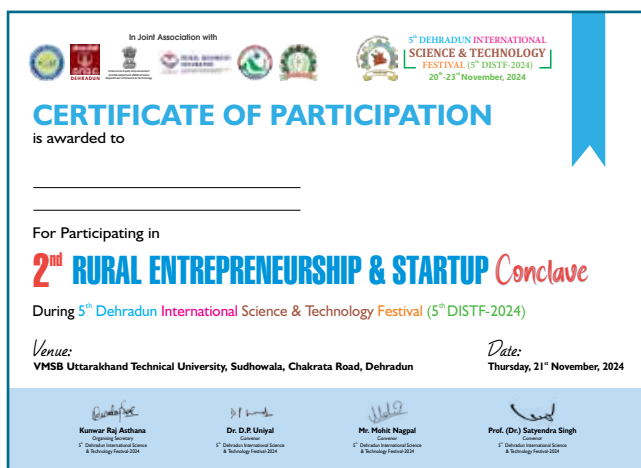 In Joint Association with
DEHRADUN
5th DEHRADUN INTERNATIONAL
SCIENCE & TECHNOLOGY
FESTIVAL (5th DISTF-2024)
20th-23rd November, 2024
CERTIFICATE OF PARTICIPATION
is awarded to
For Participating in
2nd RURAL ENTREPRENEURSHIP & STARTUP Conclave
During 5th Dehradun International Science & Technology Festival (5th DISTF-2024)
Venue:
VMSB Uttarakhand Technical University, Sudhowala, Chakrata Road, Dehradun
Date:
Thursday, 21st November, 2024
Kunwar Raj Asthana
Organising Secretary
5th Dehradun International Science
& Technology Festival-2024
Dr. D.P. Uniyal
Convenor
5th Dehradun International Science
& Technology Festival-2024
Mr. Mohit Nagpal
Convenor
5th Dehradun International Science
& Technology Festival-2024
Prof. (Dr.) Satyendra Singh
Convenor
5th Dehradun International Science
& Technology Festival-2024